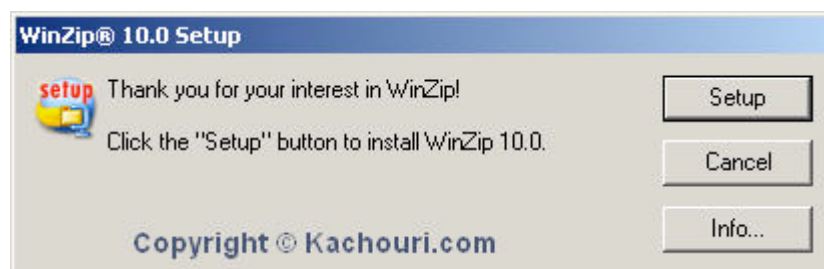 WinZip® 10.0 Setup
setup
Thank you for your interest in WinZip!
Click the "Setup" button to install WinZip 10.0.
Setup
Cancel
Info...
Copyright © Kachouri.com